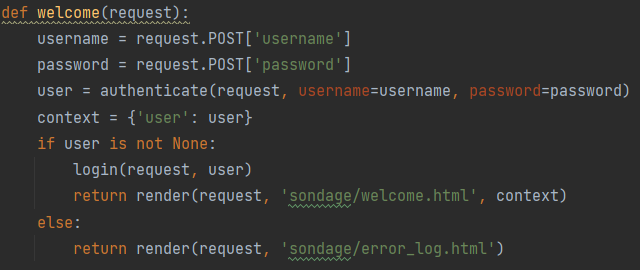 def welcome(request):
    username = request.POST['username']
    password = request.POST['password']
    user = authenticate(request, username=username, password=password)
    context = {'user': user}
    if user is not None:
        login(request, user)
        return render(request, 'sondage/welcome.html', context)
    else:
        return render(request, 'sondage/error_log.html')